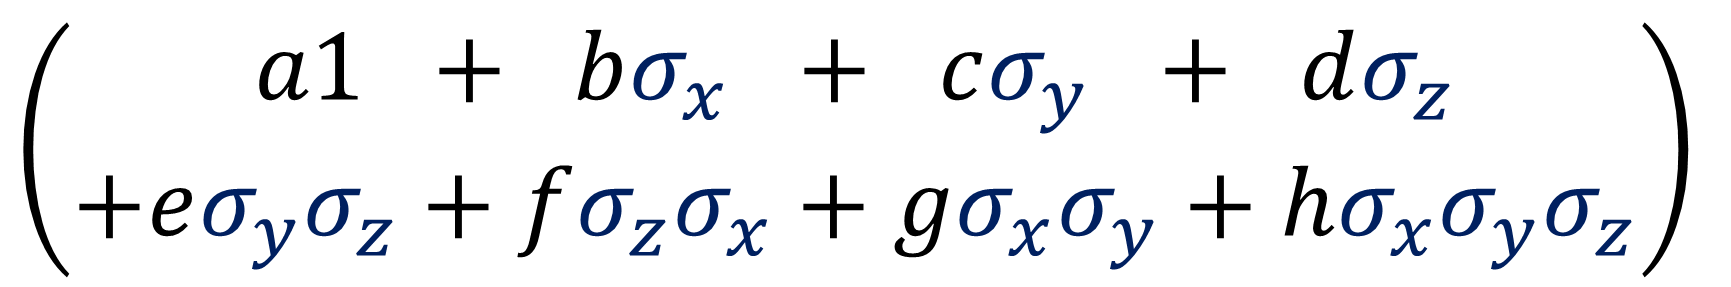 a1 + bσ_x + cσ_y + dσ_z
+eσ_yσ_z + fσ_zσ_x + gσ_xσ_y + hσ_xσ_yσ_z